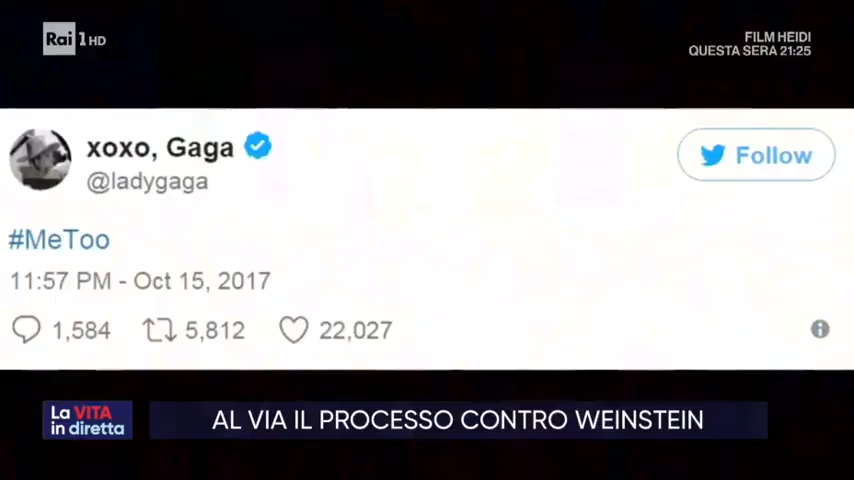 Rai 1 HD
FILM HEIDI
QUESTA SERA 21:25
xoxo, Gaga
@ladygaga
Follow
#MeToo
11:57 PM - Oct 15, 2017
1,584 5,812 22,027
La VITA
in diretta
AL VIA IL PROCESSO CONTRO WEINSTEIN